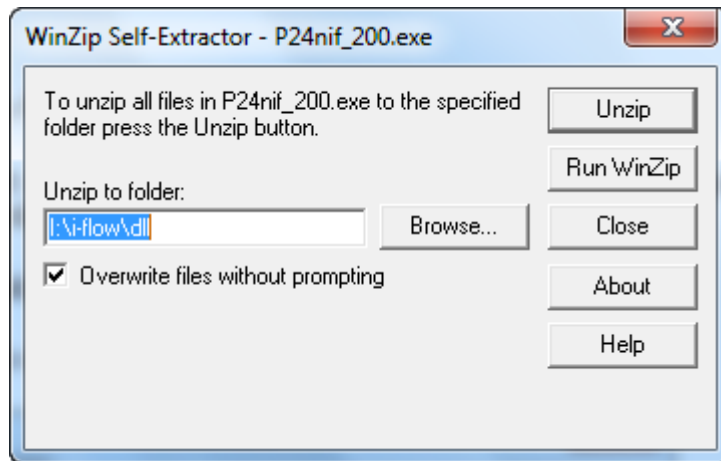 WinZip Self-Extractor - P24nif_200.exe
To unzip all files in P24nif_200.exe to the specified
folder press the Unzip button.
Unzip
Run WinZip
Unzip to folder:
I:\i-flow\dll
Browse...
Close
Overwrite files without prompting
About
Help